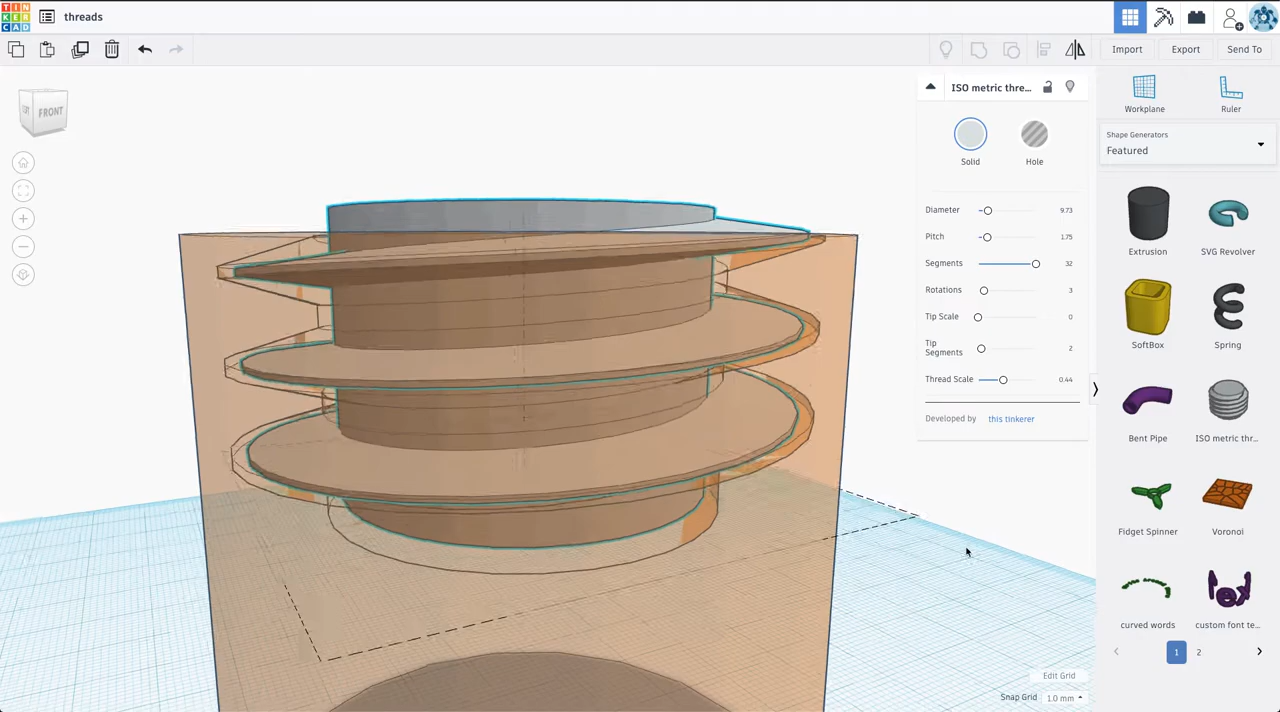 TIN
KER
CAD
threads
Import
Export
Send To
FRONT
ISO metric thre...
Solid
Hole
Diameter
9.73
Pitch
1.75
Segments
32
Rotations
3
Tip Scale
0
Tip
Segments
2
Thread Scale
0.44
Developed by
this tinkerer
Workplane
Ruler
Shape Generators
Featured
Extrusion
SVG Revolver
SoftBox
Spring
Bent Pipe
ISO metric thr...
Fidget Spinner
Voronoi
curved words
custom font te...
1
2
Edit Grid
Snap Grid
1.0 mm